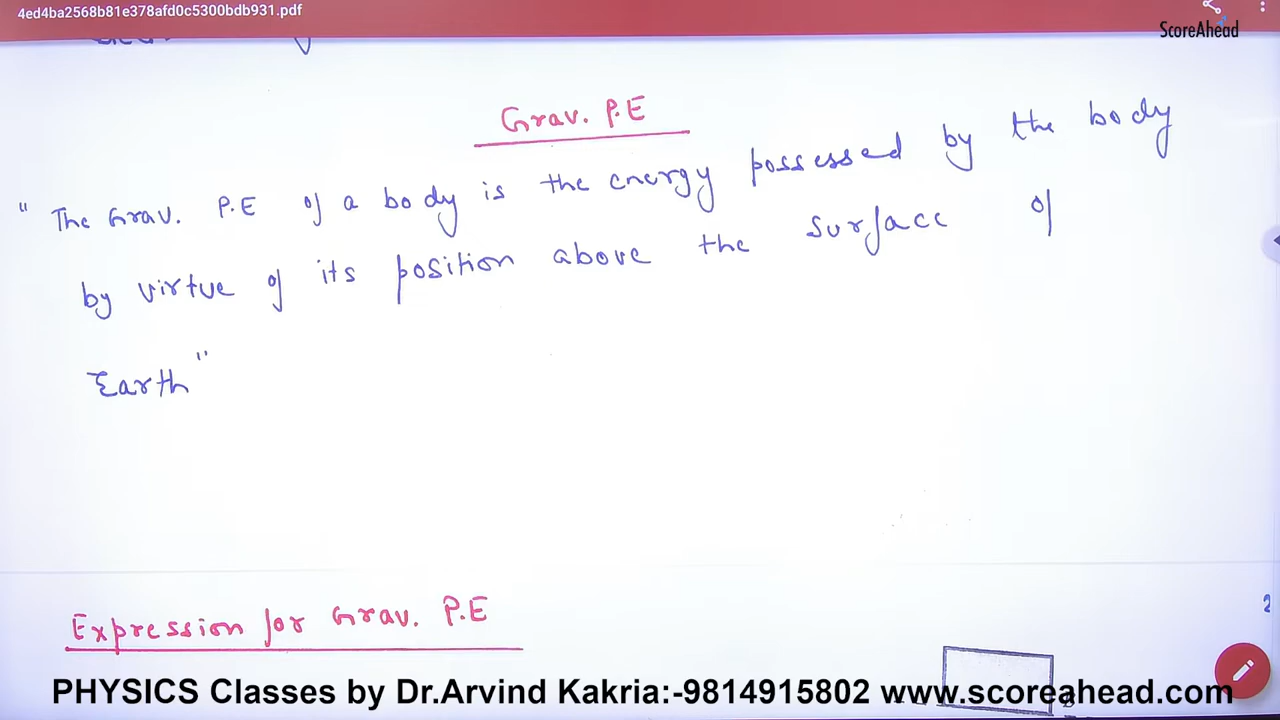 4ed4ba2568b81e378afd0c5300bdb931.pdf
ScoreAhead
Grav. P.E
" The Grav. P.E of a body is the energy possessed by the body
by virtue of its position above the surface of
Earth "
Expression for Grav. P.E
2
PHYSICS Classes by Dr.Arvind Kakria:-9814915802 www.scoreahead.com